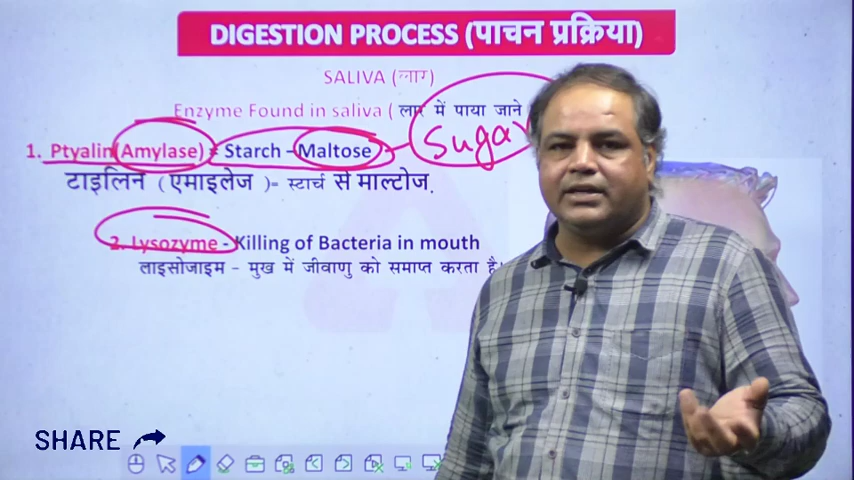 DIGESTION PROCESS (पाचन प्रक्रिया)
SALIVA (लार)
Enzyme Found in saliva ( लार में पाया जाने
1. Ptyalin(Amylase) = Starch –Maltose
Sugar
टाइलिन ( एमाइलेज )= स्टार्च से माल्टोज.
2. Lysozyme - Killing of Bacteria in mouth
लाइसोजाइम – मुख में जीवाणु को समाप्त करता है।
SHARE